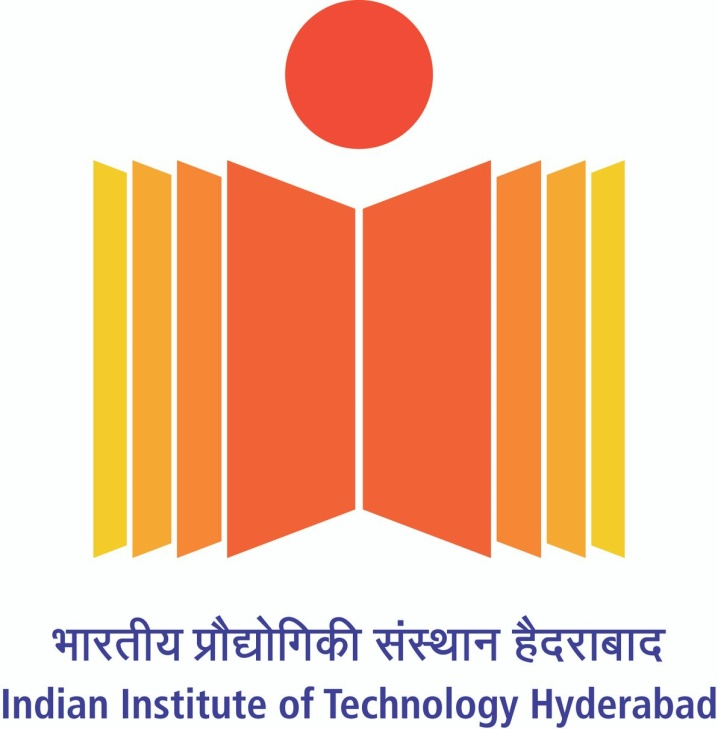 भारतीय प्रौद्योगिकी संस्थान हैदराबाद
Indian Institute of Technology Hyderabad